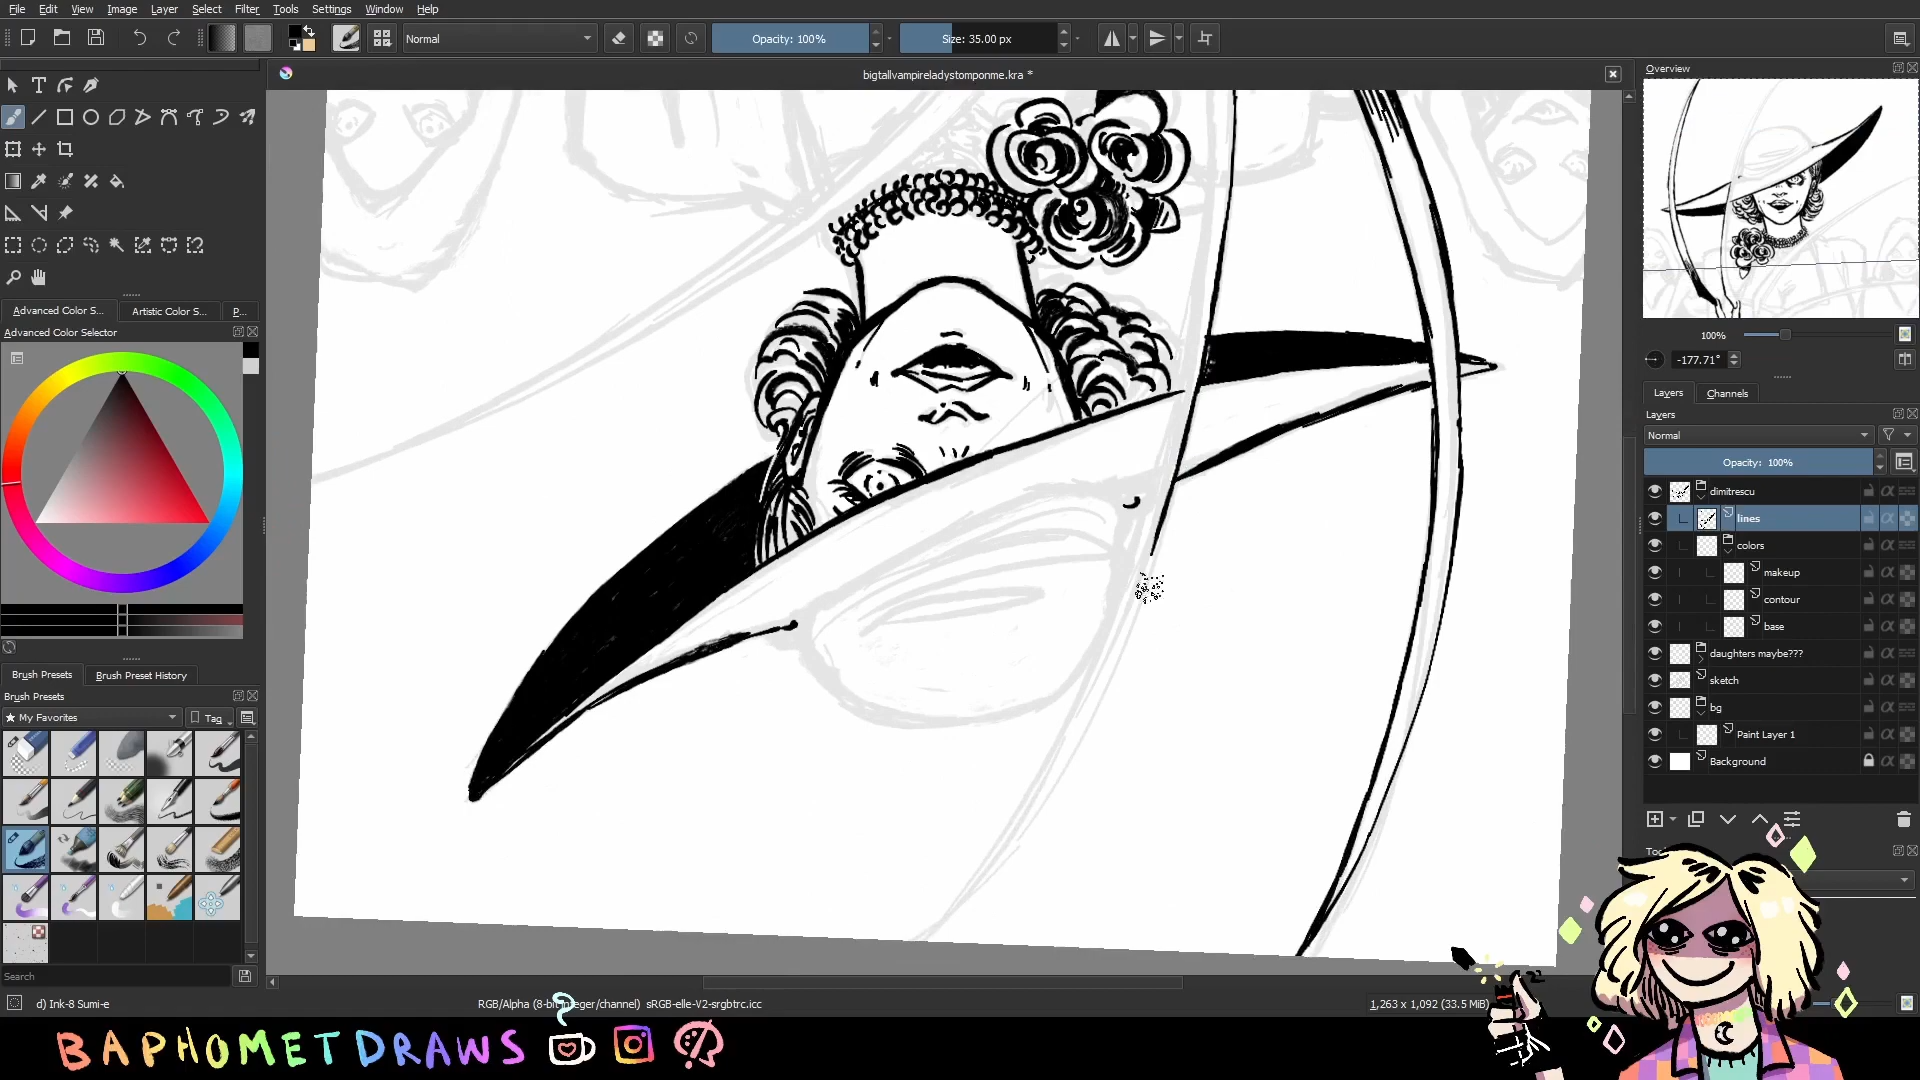 File Edit View Image Layer Select Filter Tools Settings Window Help
Normal
Opacity: 100%
Size: 35.00 px
bigtallvampireladystomponme.kra *
Overview
100%
-177.71°
Advanced Color S...
Artistic Color S...
P...
Advanced Color Selector
Layers
Channels
Layers
Normal
Opacity: 100%
dimitrescu
lines
colors
makeup
contour
base
daughters maybe???
sketch
bg
Paint Layer 1
Background
Brush Presets
Brush Preset History
Brush Presets
★ My Favorites
Tag
Search
d) Ink-8 Sumi-e
sRGB-elle-V2-srgbtrc.icc
1,263 x 1,092 (33.5 MiB)
BAPHOMETDRAWS